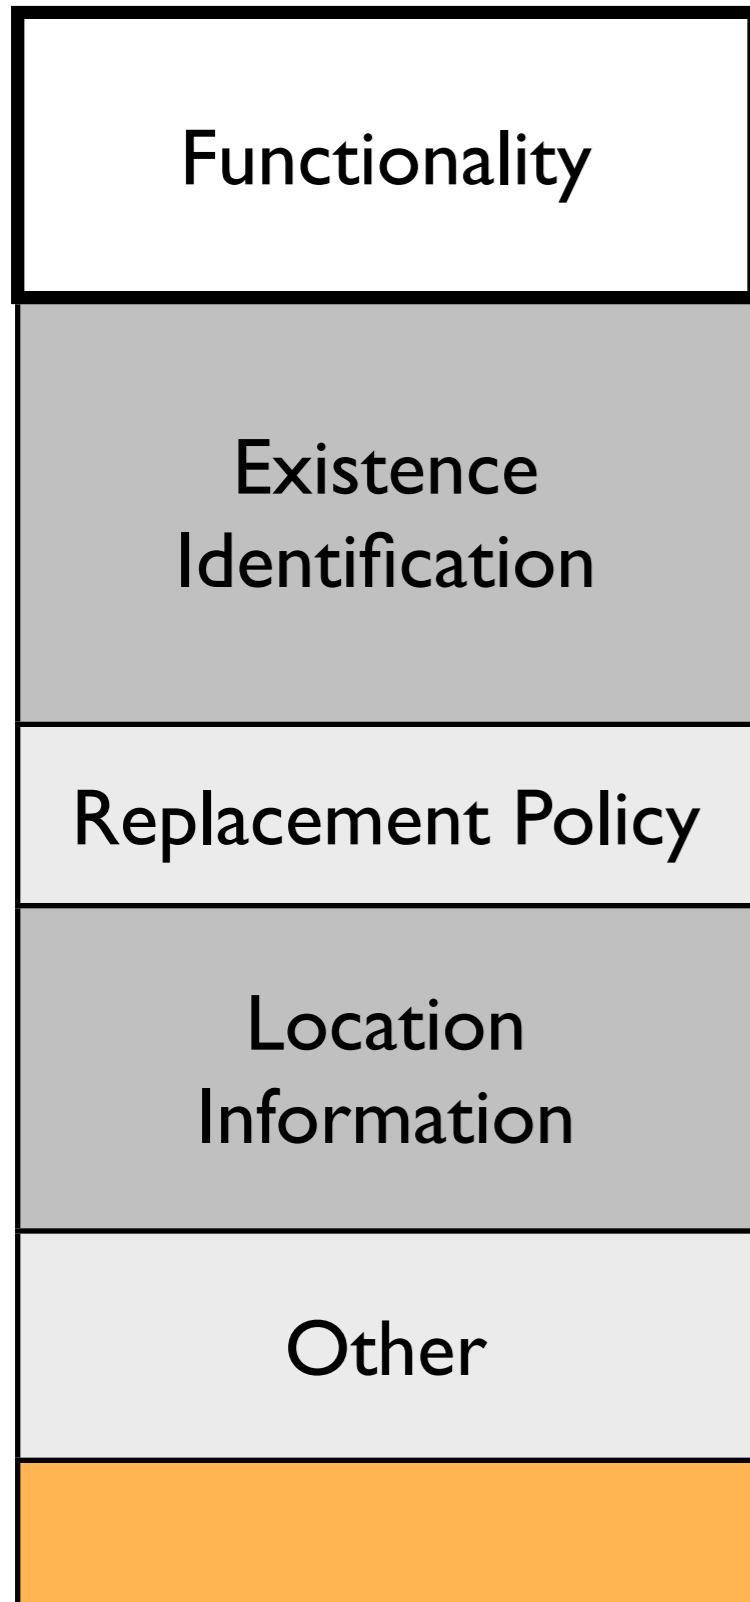 Functionality
Existence
Identification
Replacement Policy
Location
Information
Other